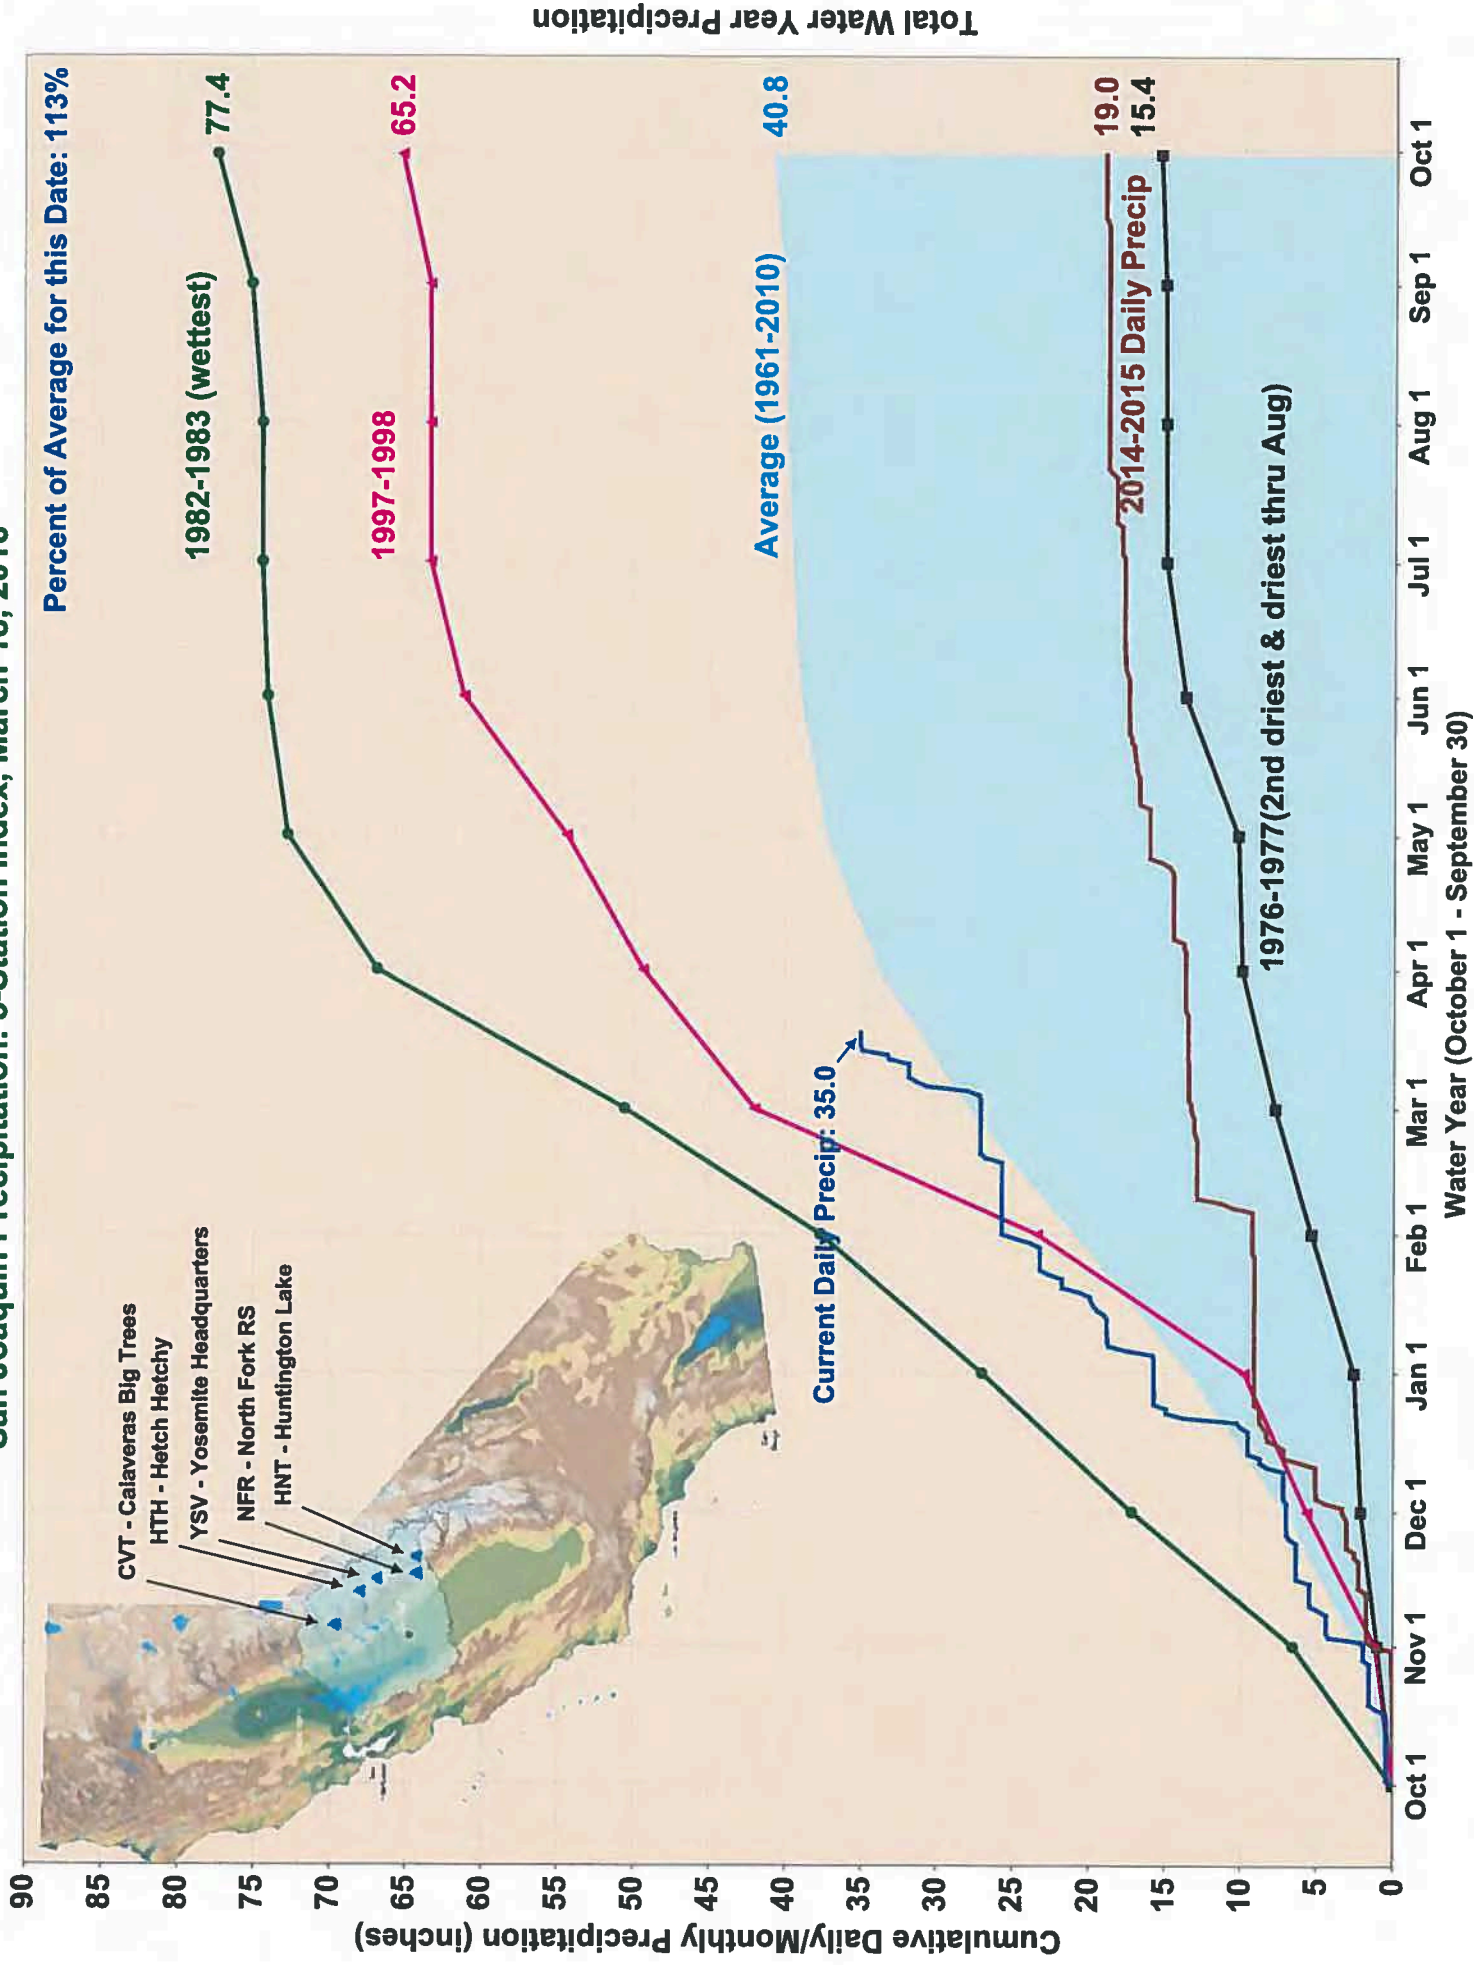 Percent of Average for this Date: 113%
CVT - Calaveras Big Trees
HTH - Hetch Hetchy
YSV - Yosemite Headquarters
NFR - North Fork RS
HNT - Huntington Lake
1982-1983 (wettest)
77.4
1997-1998
65.2
Average (1961-2010)
40.8
Current Daily Precip: 35.0
19.0
2014-2015 Daily Precip
15.4
1976-1977(2nd driest & driest thru Aug)
Cumulative Daily/Monthly Precipitation (inches)
90
85
80
75
70
65
60
55
50
45
40
35
30
25
20
15
10
5
0
Oct 1
Nov 1
Dec 1
Jan 1
Feb 1
Mar 1
Apr 1
May 1
Jun 1
Jul 1
Aug 1
Sep 1
Oct 1
Water Year (October 1 - September 30)
Total Water Year Precipitation